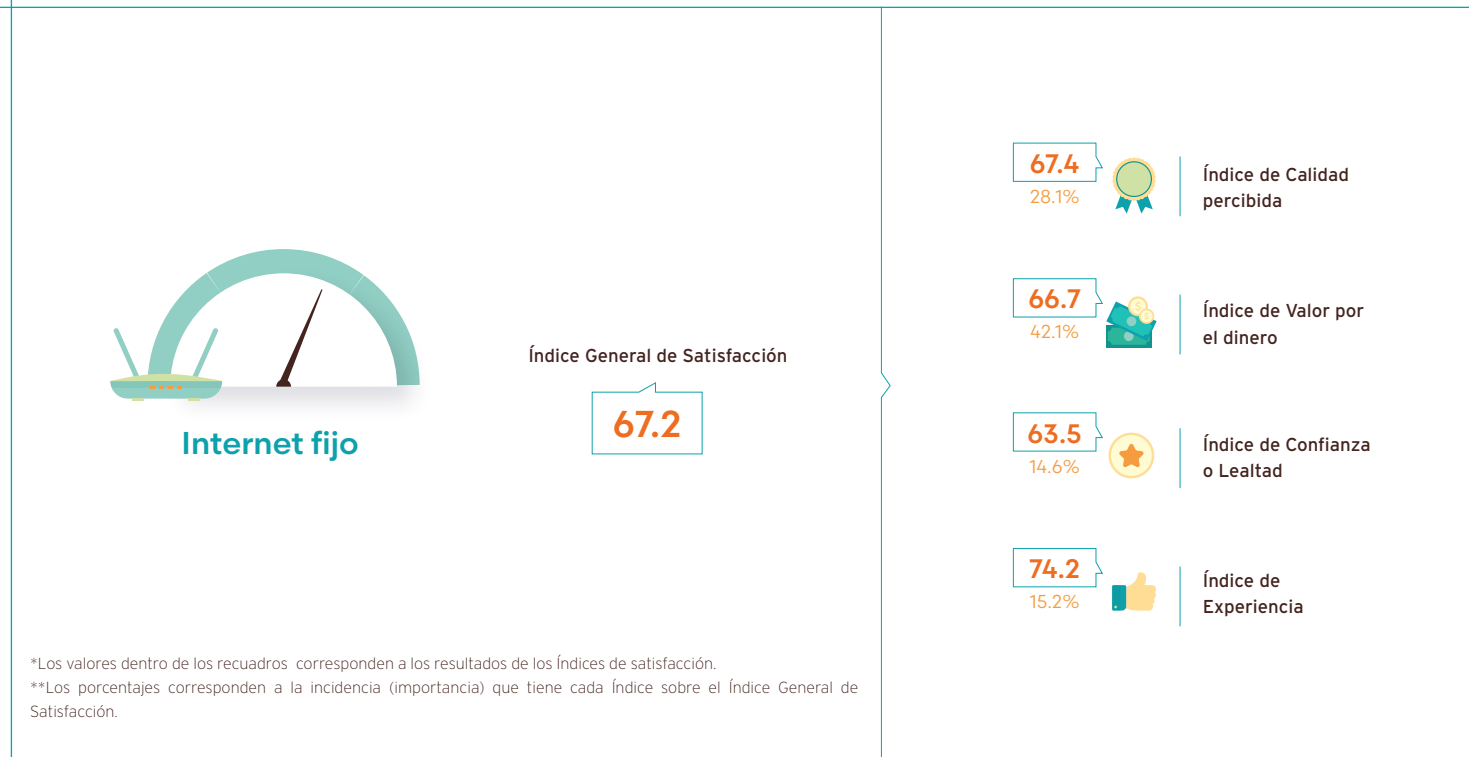 Internet fijo
Índice General de Satisfacción
67.2
67.4
28.1%
Índice de Calidad
percibida
66.7
42.1%
Índice de Valor por
el dinero
63.5
14.6%
Índice de Confianza
o Lealtad
74.2
15.2%
Índice de
Experiencia
*Los valores dentro de los recuadros corresponden a los resultados de los Índices de satisfacción.
**Los porcentajes corresponden a la incidencia (importancia) que tiene cada Índice sobre el Índice General de
Satisfacción.